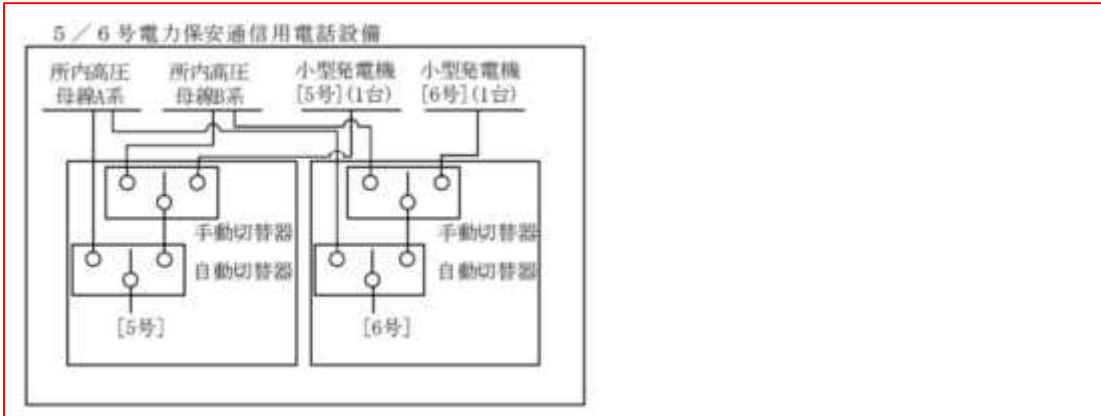 5／6号電力保安通信用電話設備
所内高圧
母線A系
所内高圧
母線B系
小型発電機
[5号](1台)
小型発電機
[6号](1台)
手動切替器
自動切替器
[5号]
手動切替器
自動切替器
[6号]